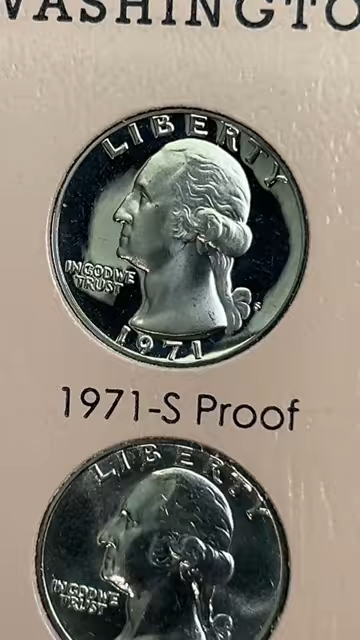 WASHINGTO
LIBERTY
IN GOD WE
TRUST
S
1971
1971-S Proof
LIBERTY
IN GOD WE
TRUST